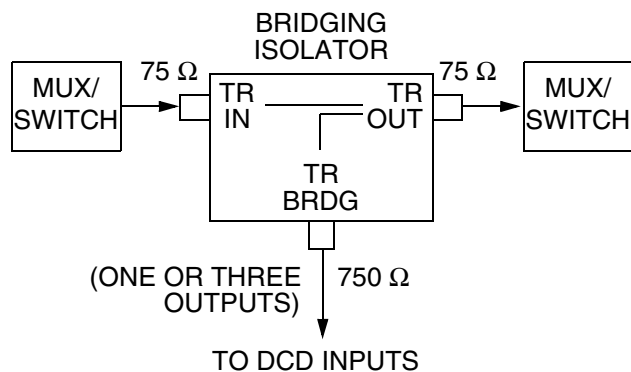 BRIDGING
ISOLATOR
MUX/
SWITCH
75 Ω
TR
IN
TR
OUT
TR
BRDG
75 Ω
MUX/
SWITCH
(ONE OR THREE
OUTPUTS)
750 Ω
TO DCD INPUTS